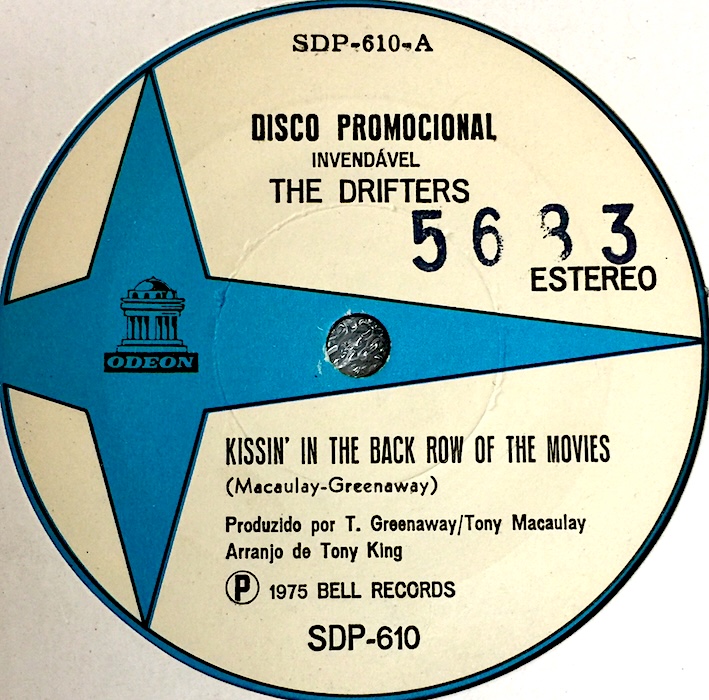 SDP-610-A
DISCO PROMOCIONAL
INVENDÁVEL
THE DRIFTERS
5683
ESTEREO
ODEON
KISSIN' IN THE BACK ROW OF THE MOVIES
(Macaulay-Greenaway)
Produzido por T. Greenaway/Tony Macaulay
Arranjo de Tony King
Ⓟ 1975 BELL RECORDS
SDP-610